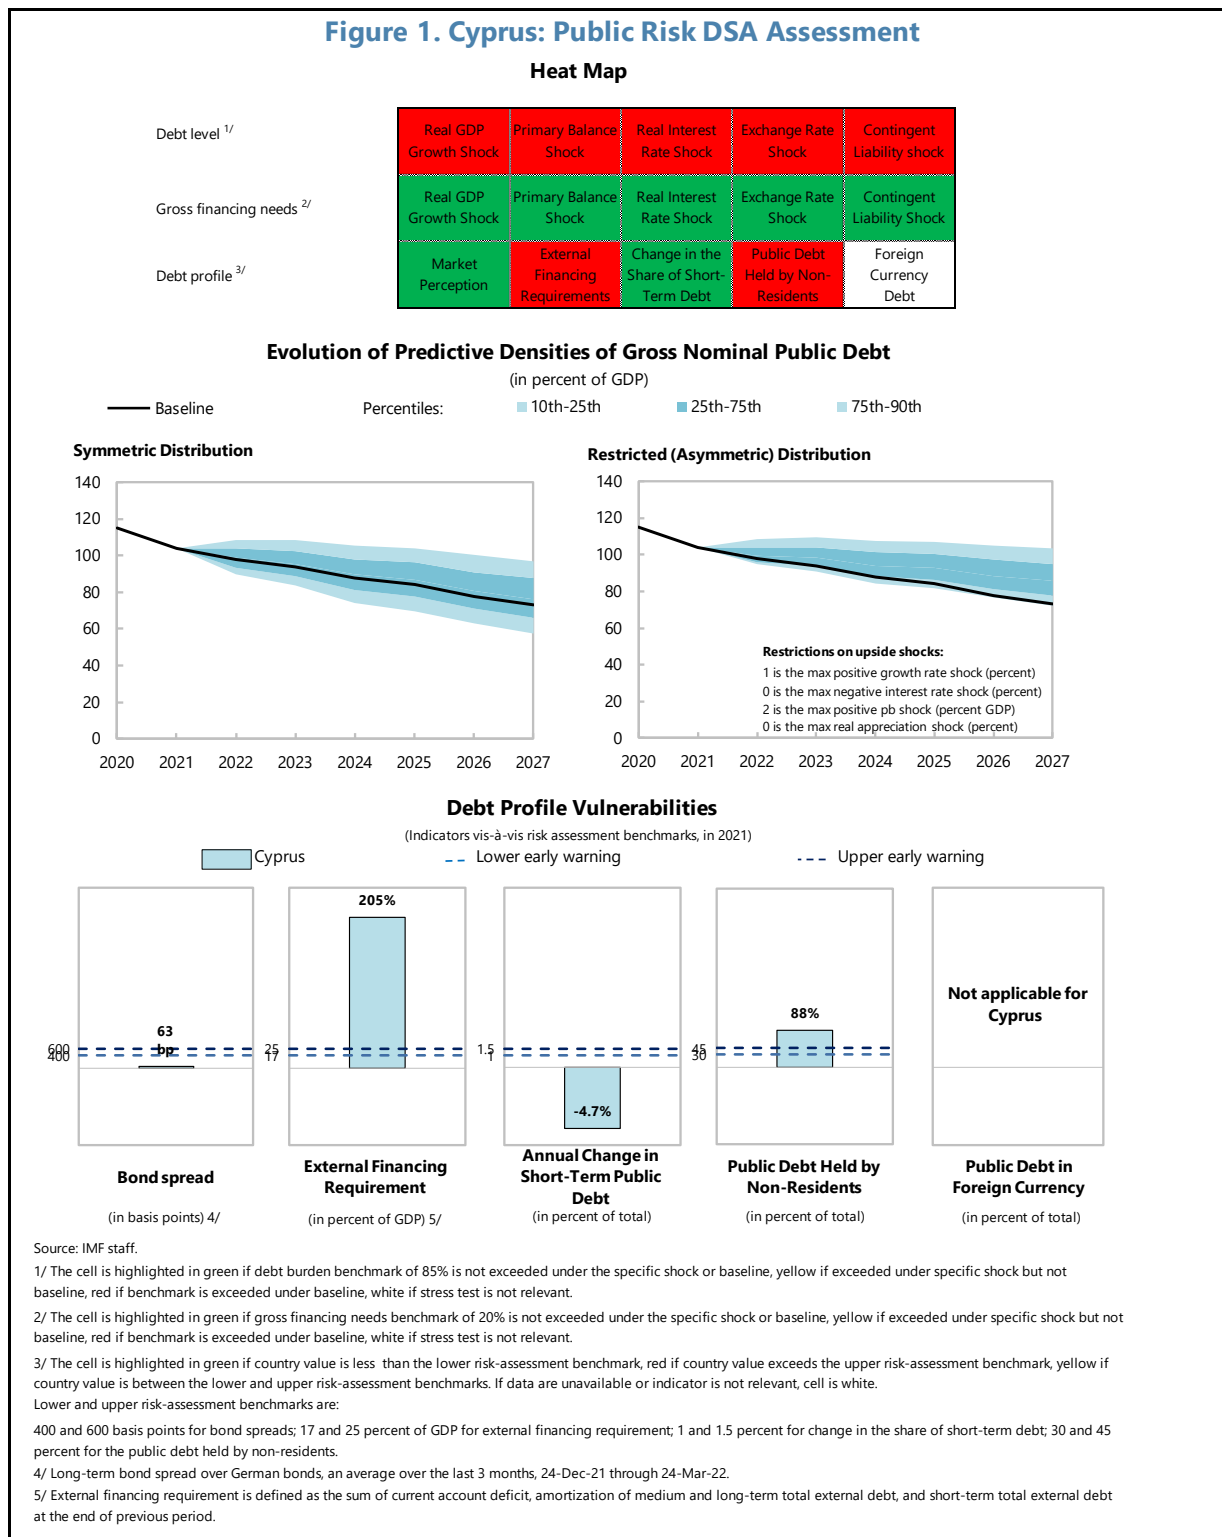 Figure 1. Cyprus: Public Risk DSA Assessment
Heat Map
Debt level 1/
Real GDP Growth Shock
Primary Balance Shock
Real Interest Rate Shock
Exchange Rate Shock
Contingent Liability shock
Gross financing needs 2/
Real GDP Growth Shock
Primary Balance Shock
Real Interest Rate Shock
Exchange Rate Shock
Contingent Liability Shock
Debt profile 3/
Market Perception
External Financing Requirements
Change in the Share of Short-Term Debt
Public Debt Held by Non-Residents
Foreign Currency Debt
Evolution of Predictive Densities of Gross Nominal Public Debt
(in percent of GDP)
Baseline Percentiles: 10th-25th 25th-75th 75th-90th
Symmetric Distribution
140
120
100
80
60
40
20
0
2020 2021 2022 2023 2024 2025 2026 2027
Restricted (Asymmetric) Distribution
140
120
100
80
60
40
20
0
Restrictions on upside shocks:
1 is the max positive growth rate shock (percent)
0 is the max negative interest rate shock (percent)
2 is the max positive pb shock (percent GDP)
0 is the max real appreciation shock (percent)
2020 2021 2022 2023 2024 2025 2026 2027
Debt Profile Vulnerabilities
(Indicators vis-à-vis risk assessment benchmarks, in 2021)
Cyprus Lower early warning Upper early warning
63
bp
600
400
Bond spread
(in basis points) 4/
205%
25
17
External Financing
Requirement
(in percent of GDP) 5/
1.5
1
-4.7%
Annual Change in
Short-Term Public
Debt
(in percent of total)
88%
45
30
Public Debt Held by
Non-Residents
(in percent of total)
Not applicable for
Cyprus
Public Debt in
Foreign Currency
(in percent of total)
Source: IMF staff.
1/ The cell is highlighted in green if debt burden benchmark of 85% is not exceeded under the specific shock or baseline, yellow if exceeded under specific shock but not
baseline, red if benchmark is exceeded under baseline, white if stress test is not relevant.
2/ The cell is highlighted in green if gross financing needs benchmark of 20% is not exceeded under the specific shock or baseline, yellow if exceeded under specific shock but not
baseline, red if benchmark is exceeded under baseline, white if stress test is not relevant.
3/ The cell is highlighted in green if country value is less than the lower risk-assessment benchmark, red if country value exceeds the upper risk-assessment benchmark, yellow if
country value is between the lower and upper risk-assessment benchmarks. If data are unavailable or indicator is not relevant, cell is white.
Lower and upper risk-assessment benchmarks are:
400 and 600 basis points for bond spreads; 17 and 25 percent of GDP for external financing requirement; 1 and 1.5 percent for change in the share of short-term debt; 30 and 45
percent for the public debt held by non-residents.
4/ Long-term bond spread over German bonds, an average over the last 3 months, 24-Dec-21 through 24-Mar-22.
5/ External financing requirement is defined as the sum of current account deficit, amortization of medium and long-term total external debt, and short-term total external debt
at the end of previous period.